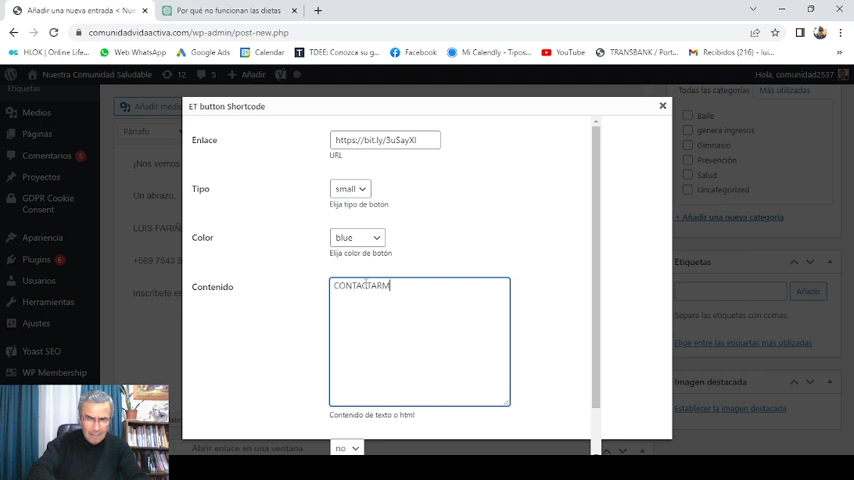 Añadir una nueva entrada < Nue
Por qué no funcionan las dietas
comunidadvidaactiva.com/wp-admin/post-new.php
HLOK | Online Life...
Web WhatsApp
Google Ads
Calendar
TDEE: Conozca su g...
Facebook
Mi Calendly - Tipos...
YouTube
TRANSBANK / Port...
Recibidos (216) - lui...
Nuestra Comunidad Saludable
12
5
Añadir
Hola, comunidad2537
Etiquetas
Medios
Páginas
Comentarios 5
Proyectos
GDPR Cookie
Consent
Apariencia
Plugins 6
Usuarios
Herramientas
Ajustes
Yoast SEO
WP Membership
Añadir medio
Párrafo
¡Nos vemos
Un abrazo,
LUIS FARIÑ
+569 7543 5
Inscríbete e
ET button Shortcode
Enlace
https://bit.ly/3uSayXl
URL
Tipo
small
Elija tipo de botón
Color
blue
Elija color de botón
Contenido
CONTACTARM
Contenido de texto o html
Abrir enlace en una ventana
no
Todas las categorías
Más utilizadas
Baile
genera ingresos
Gimnasio
Prevención
Salud
Uncategorized
+ Añadir una nueva categoría
Etiquetas
Añadir
Separa las etiquetas con comas.
Elige entre las etiquetas más utilizadas
Imagen destacada
Establecer la imagen destacada